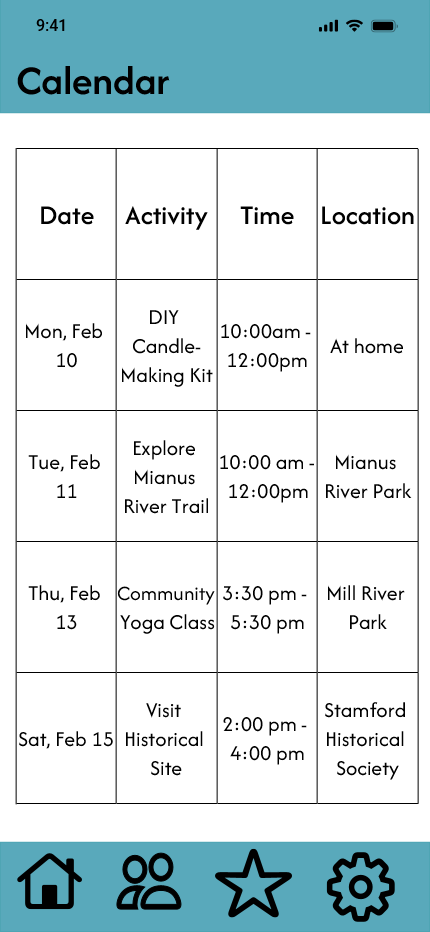 9:41
Calendar
Date
Activity
Time
Location
Mon, Feb
10
DIY
Candle-
Making Kit
10:00am -
12:00pm
At home
Tue, Feb
11
Explore
Mianus
River Trail
10:00 am -
12:00pm
Mianus
River Park
Thu, Feb
13
Community
Yoga Class
3:30 pm -
5:30 pm
Mill River
Park
Sat, Feb 15
Visit
Historical
Site
2:00 pm -
4:00 pm
Stamford
Historical
Society